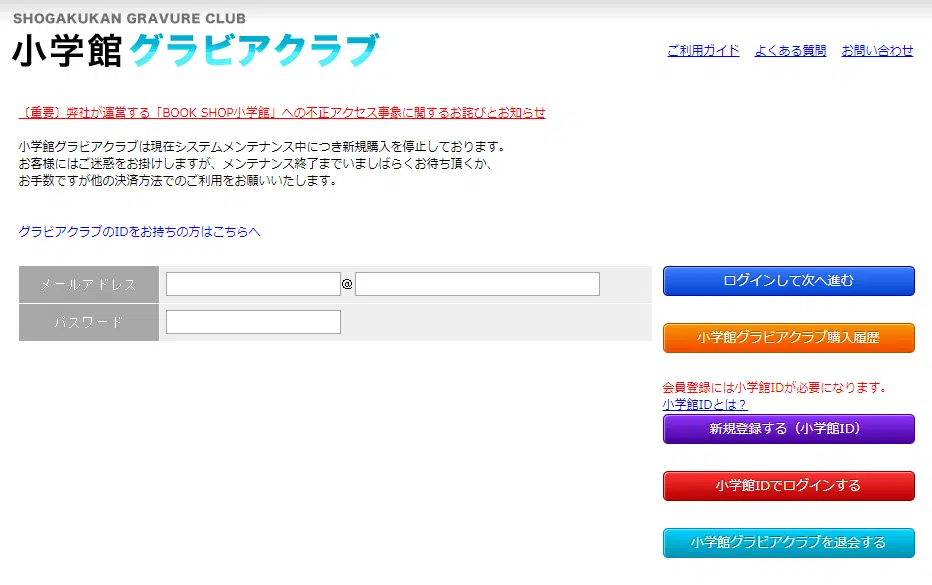 SHOGAKUKAN GRAVURE CLUB
小学館グラビアクラブ
ご利用ガイド よくある質問 お問い合わせ
〔重要〕弊社が運営する「BOOK SHOP小学館」への不正アクセス事象に関するお詫びとお知らせ
小学館グラビアクラブは現在システムメンテナンス中につき新規購入を停止しております。
お客様にはご迷惑をお掛けしますが、メンテナンス終了までいましばらくお待ち頂くか、
お手数ですが他の決済方法でのご利用をお願いいたします。
グラビアクラブのIDをお持ちの方はこちらへ
メールアドレス @
パスワード
ログインして次へ進む
小学館グラビアクラブ購入履歴
会員登録には小学館IDが必要になります。
小学館IDとは？
新規登録する（小学館ID）
小学館IDでログインする
小学館グラビアクラブを退会する